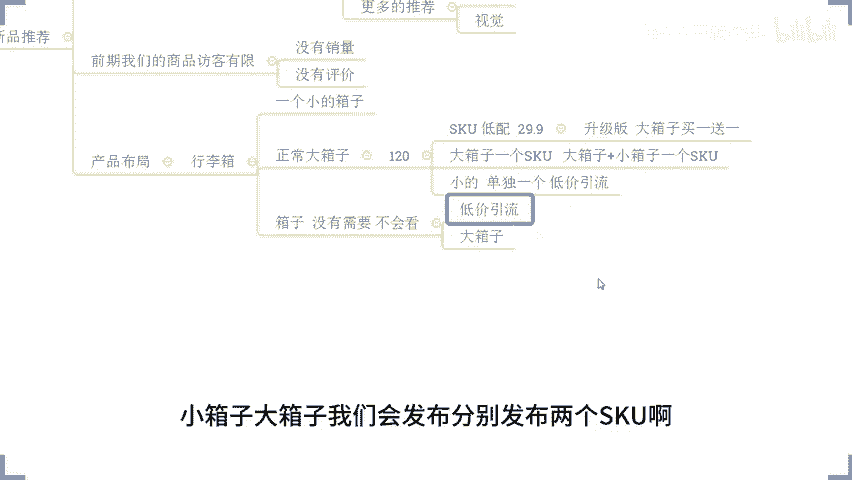 更多的推荐
视觉
新品推荐
前期我们的商品访客有限
没有销量
没有评价
一个小的箱子
产品布局
行李箱
正常大箱子
120
SKU 低配 29.9
升级版 大箱子买一送一
大箱子一个SKU 大箱子+小箱子一个SKU
小的 单独一个 低价引流
箱子 没有需要 不会看
低价引流
大箱子
小箱子大箱子我们会发布分别发布两个SKU啊